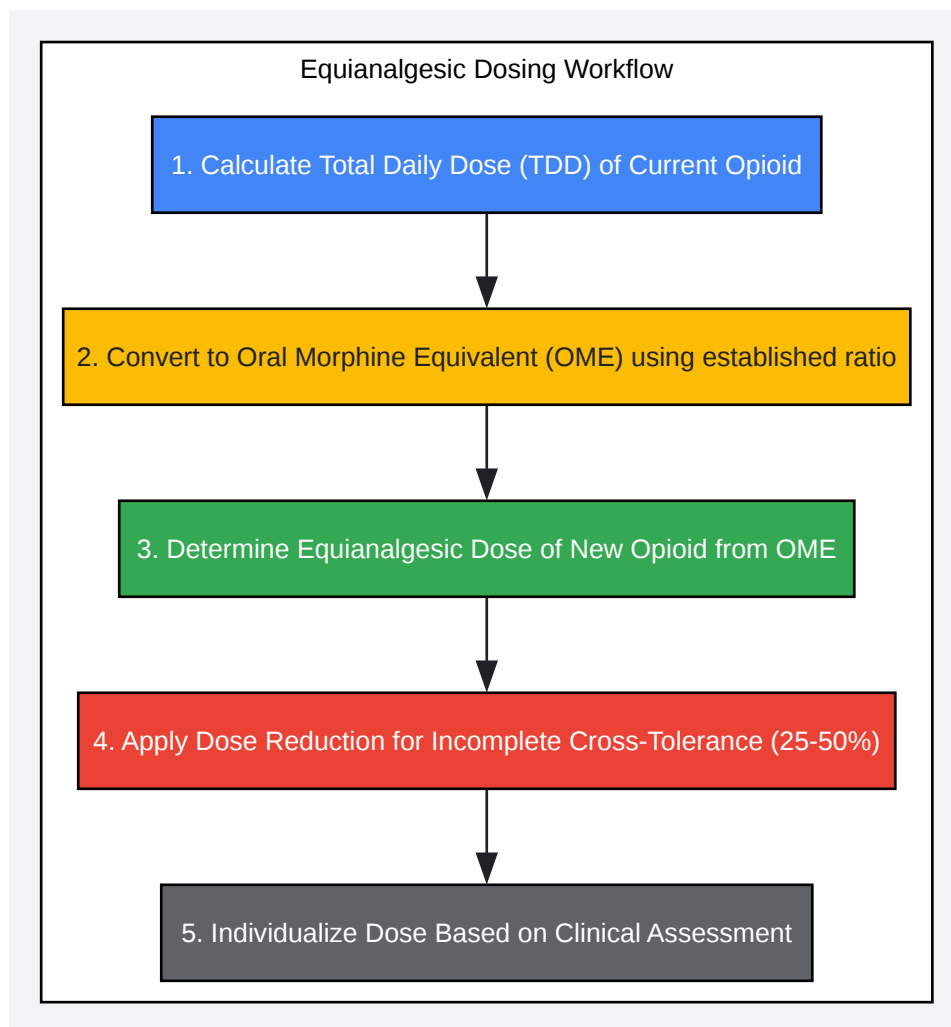 Equianalgesic Dosing Workflow
1. Calculate Total Daily Dose (TDD) of Current Opioid
2. Convert to Oral Morphine Equivalent (OME) using established ratio
3. Determine Equianalgesic Dose of New Opioid from OME
4. Apply Dose Reduction for Incomplete Cross-Tolerance (25-50%)
5. Individualize Dose Based on Clinical Assessment